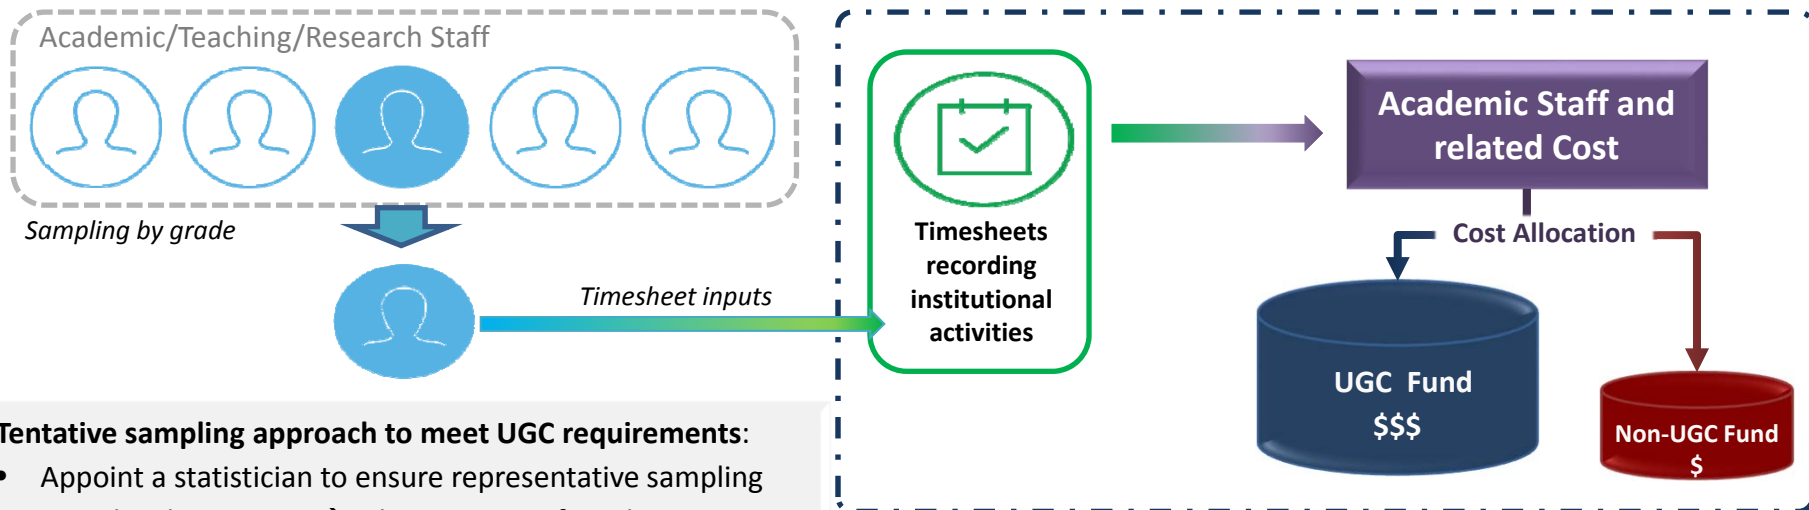 Academic/Teaching/Research Staff
Sampling by grade
Timesheet inputs
Timesheets
recording
institutional
activities
Academic Staff and
related Cost
Cost Allocation
UGC  Fund
$$$
Non-UGC Fund
$
Tentative sampling approach to meet UGC requirements:
• Appoint a statistician to ensure representative sampling